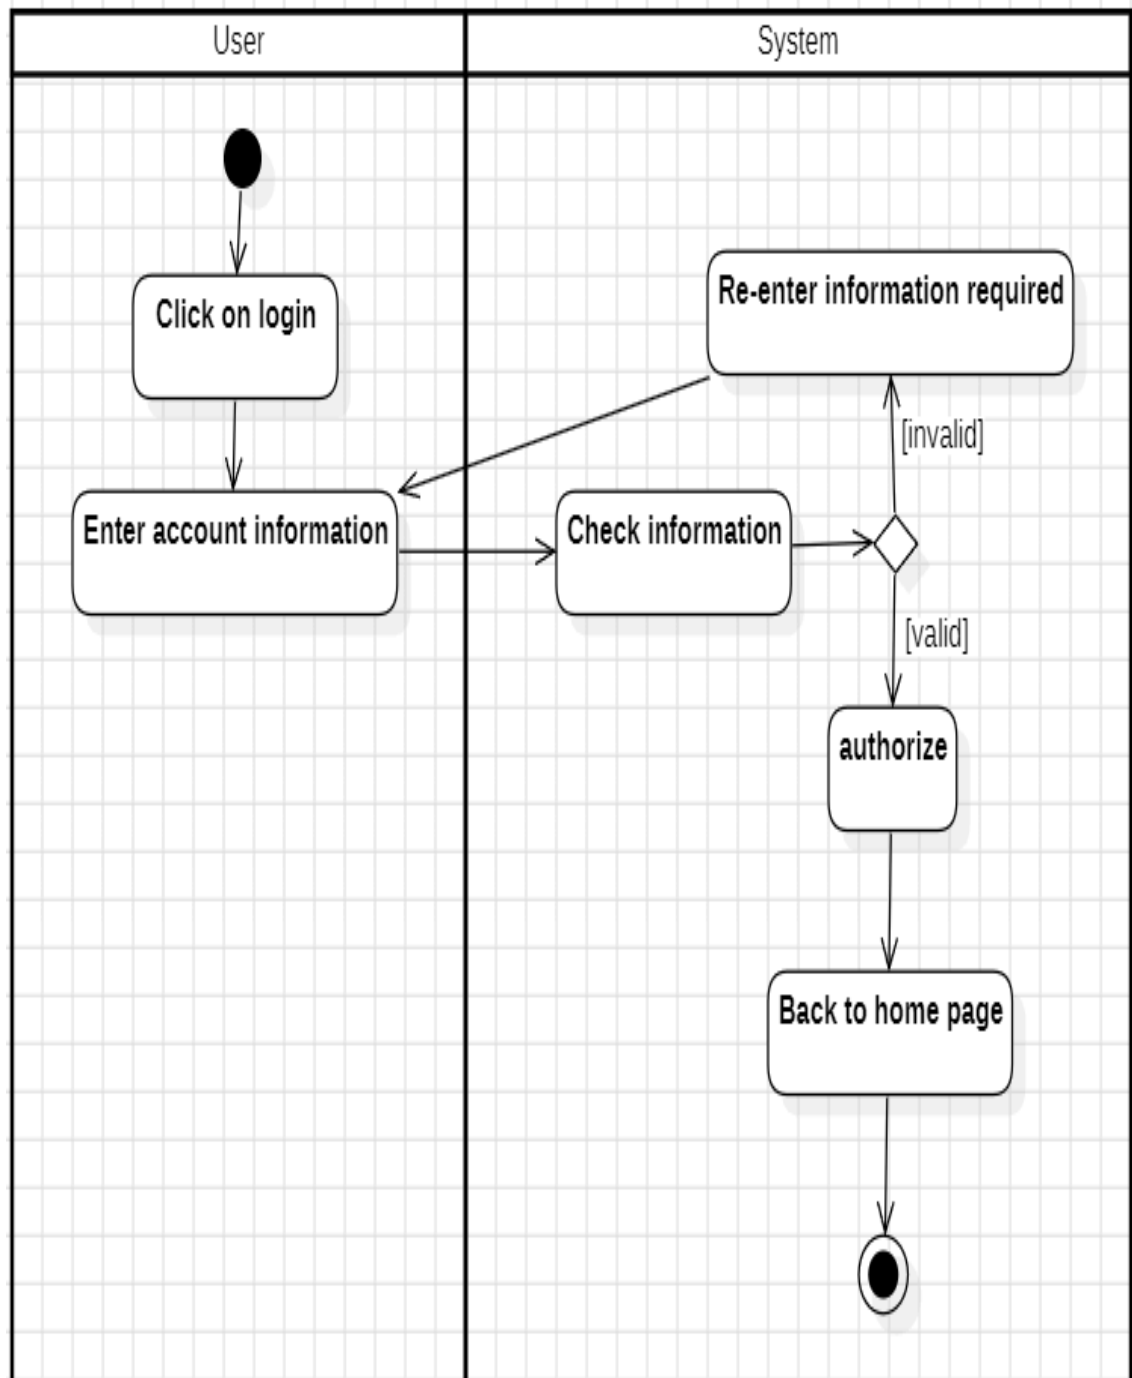 User
System
Click on login
Re-enter information required
[invalid]
Enter account information
Check information
[valid]
authorize
Back to home page